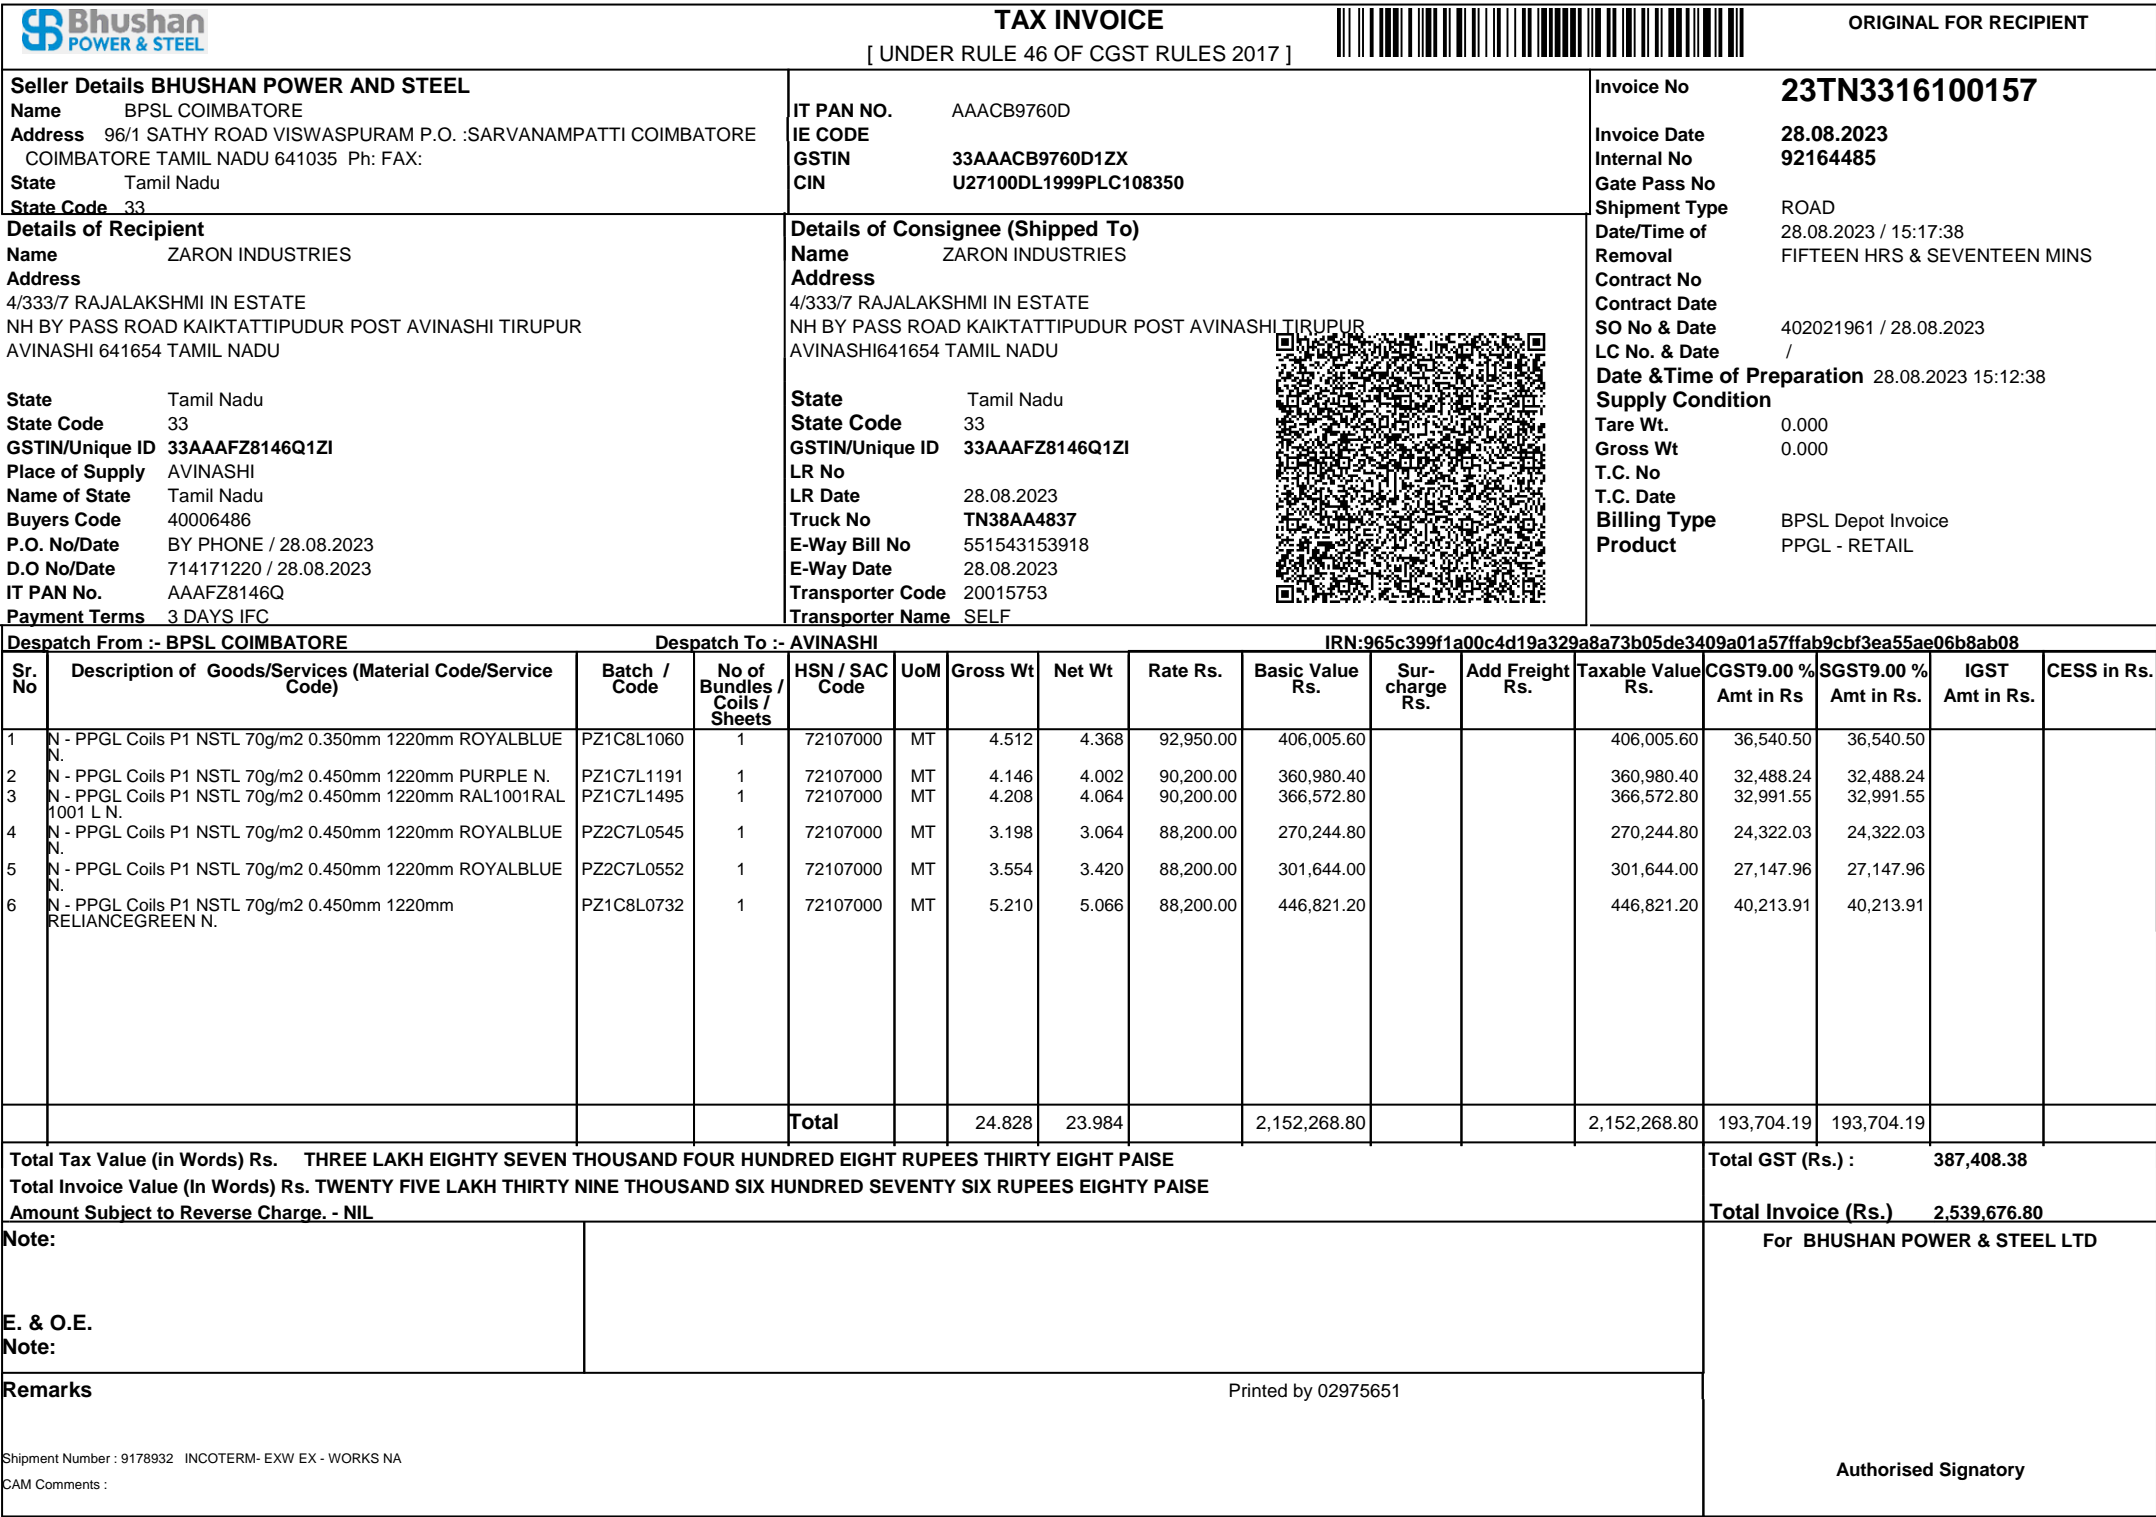 Bhushan
POWER & STEEL
TAX INVOICE
[ UNDER RULE 46 OF CGST RULES 2017 ]
ORIGINAL FOR RECIPIENT
Seller Details BHUSHAN POWER AND STEEL
Name BPSL COIMBATORE
Address 96/1 SATHY ROAD VISWASPURAM P.O. :SARVANAMPATTI COIMBATORE
COIMBATORE TAMIL NADU 641035 Ph: FAX:
State Tamil Nadu
State Code 33
IT PAN NO. AAACB9760D
IE CODE
GSTIN 33AAACB9760D1ZX
CIN U27100DL1999PLC108350
Invoice No 23TN3316100157
Invoice Date 28.08.2023
Internal No 92164485
Gate Pass No
Shipment Type ROAD
Date/Time of 28.08.2023 / 15:17:38
Removal FIFTEEN HRS & SEVENTEEN MINS
Contract No
Contract Date
SO No & Date 402021961 / 28.08.2023
LC No. & Date /
Date &Time of Preparation 28.08.2023 15:12:38
Supply Condition
Tare Wt. 0.000
Gross Wt 0.000
T.C. No
T.C. Date
Billing Type BPSL Depot Invoice
Product PPGL - RETAIL
Details of Recipient
Name ZARON INDUSTRIES
Address
4/333/7 RAJALAKSHMI IN ESTATE
NH BY PASS ROAD KAIKTATTIPUDUR POST AVINASHI TIRUPUR
AVINASHI 641654 TAMIL NADU
State Tamil Nadu
State Code 33
GSTIN/Unique ID 33AAAFZ8146Q1ZI
Place of Supply AVINASHI
Name of State Tamil Nadu
Buyers Code 40006486
P.O. No/Date BY PHONE / 28.08.2023
D.O No/Date 714171220 / 28.08.2023
IT PAN No. AAAFZ8146Q
Payment Terms 3 DAYS IFC
Details of Consignee (Shipped To)
Name ZARON INDUSTRIES
Address
4/333/7 RAJALAKSHMI IN ESTATE
NH BY PASS ROAD KAIKTATTIPUDUR POST AVINASHI TIRUPUR
AVINASHI641654 TAMIL NADU
State Tamil Nadu
State Code 33
GSTIN/Unique ID 33AAAFZ8146Q1ZI
LR No
LR Date 28.08.2023
Truck No TN38AA4837
E-Way Bill No 551543153918
E-Way Date 28.08.2023
Transporter Code 20015753
Transporter Name SELF
Despatch From :- BPSL COIMBATORE Despatch To :- AVINASHI IRN:965c399f1a00c4d19a329a8a73b05de3409a01a57ffab9cbf3ea55ae06b8ab08
Sr. No Description of Goods/Services (Material Code/Service Code) Batch / Code No of Bundles / Coils / Sheets HSN / SAC Code UoM Gross Wt Net Wt Rate Rs. Basic Value Rs. Sur-charge Rs. Add Freight Rs. Taxable Value Rs. CGST9.00 % Amt in Rs SGST9.00 % Amt in Rs. IGST Amt in Rs. CESS in Rs.
1 N - PPGL Coils P1 NSTL 70g/m2 0.350mm 1220mm ROYALBLUE PZ1C8L1060 1 72107000 MT 4.512 4.368 92,950.00 406,005.60 406,005.60 36,540.50 36,540.50
N.
2 N - PPGL Coils P1 NSTL 70g/m2 0.450mm 1220mm PURPLE N. PZ1C7L1191 1 72107000 MT 4.146 4.002 90,200.00 360,980.40 360,980.40 32,488.24 32,488.24
3 N - PPGL Coils P1 NSTL 70g/m2 0.450mm 1220mm RAL1001RAL PZ1C7L1495 1 72107000 MT 4.208 4.064 90,200.00 366,572.80 366,572.80 32,991.55 32,991.55
1001 L N.
4 N - PPGL Coils P1 NSTL 70g/m2 0.450mm 1220mm ROYALBLUE PZ2C7L0545 1 72107000 MT 3.198 3.064 88,200.00 270,244.80 270,244.80 24,322.03 24,322.03
N.
5 N - PPGL Coils P1 NSTL 70g/m2 0.450mm 1220mm ROYALBLUE PZ2C7L0552 1 72107000 MT 3.554 3.420 88,200.00 301,644.00 301,644.00 27,147.96 27,147.96
N.
6 N - PPGL Coils P1 NSTL 70g/m2 0.450mm 1220mm PZ1C8L0732 1 72107000 MT 5.210 5.066 88,200.00 446,821.20 446,821.20 40,213.91 40,213.91
RELIANCEGREEN N.
Total 24.828 23.984 2,152,268.80 2,152,268.80 193,704.19 193,704.19
Total Tax Value (in Words) Rs. THREE LAKH EIGHTY SEVEN THOUSAND FOUR HUNDRED EIGHT RUPEES THIRTY EIGHT PAISE
Total GST (Rs.) : 387,408.38
Total Invoice Value (In Words) Rs. TWENTY FIVE LAKH THIRTY NINE THOUSAND SIX HUNDRED SEVENTY SIX RUPEES EIGHTY PAISE
Amount Subject to Reverse Charge. - NIL
Total Invoice (Rs.) 2,539,676.80
Note:
For BHUSHAN POWER & STEEL LTD
E. & O.E.
Note:
Remarks
Printed by 02975651
Shipment Number : 9178932 INCOTERM- EXW EX - WORKS NA
CAM Comments :
Authorised Signatory